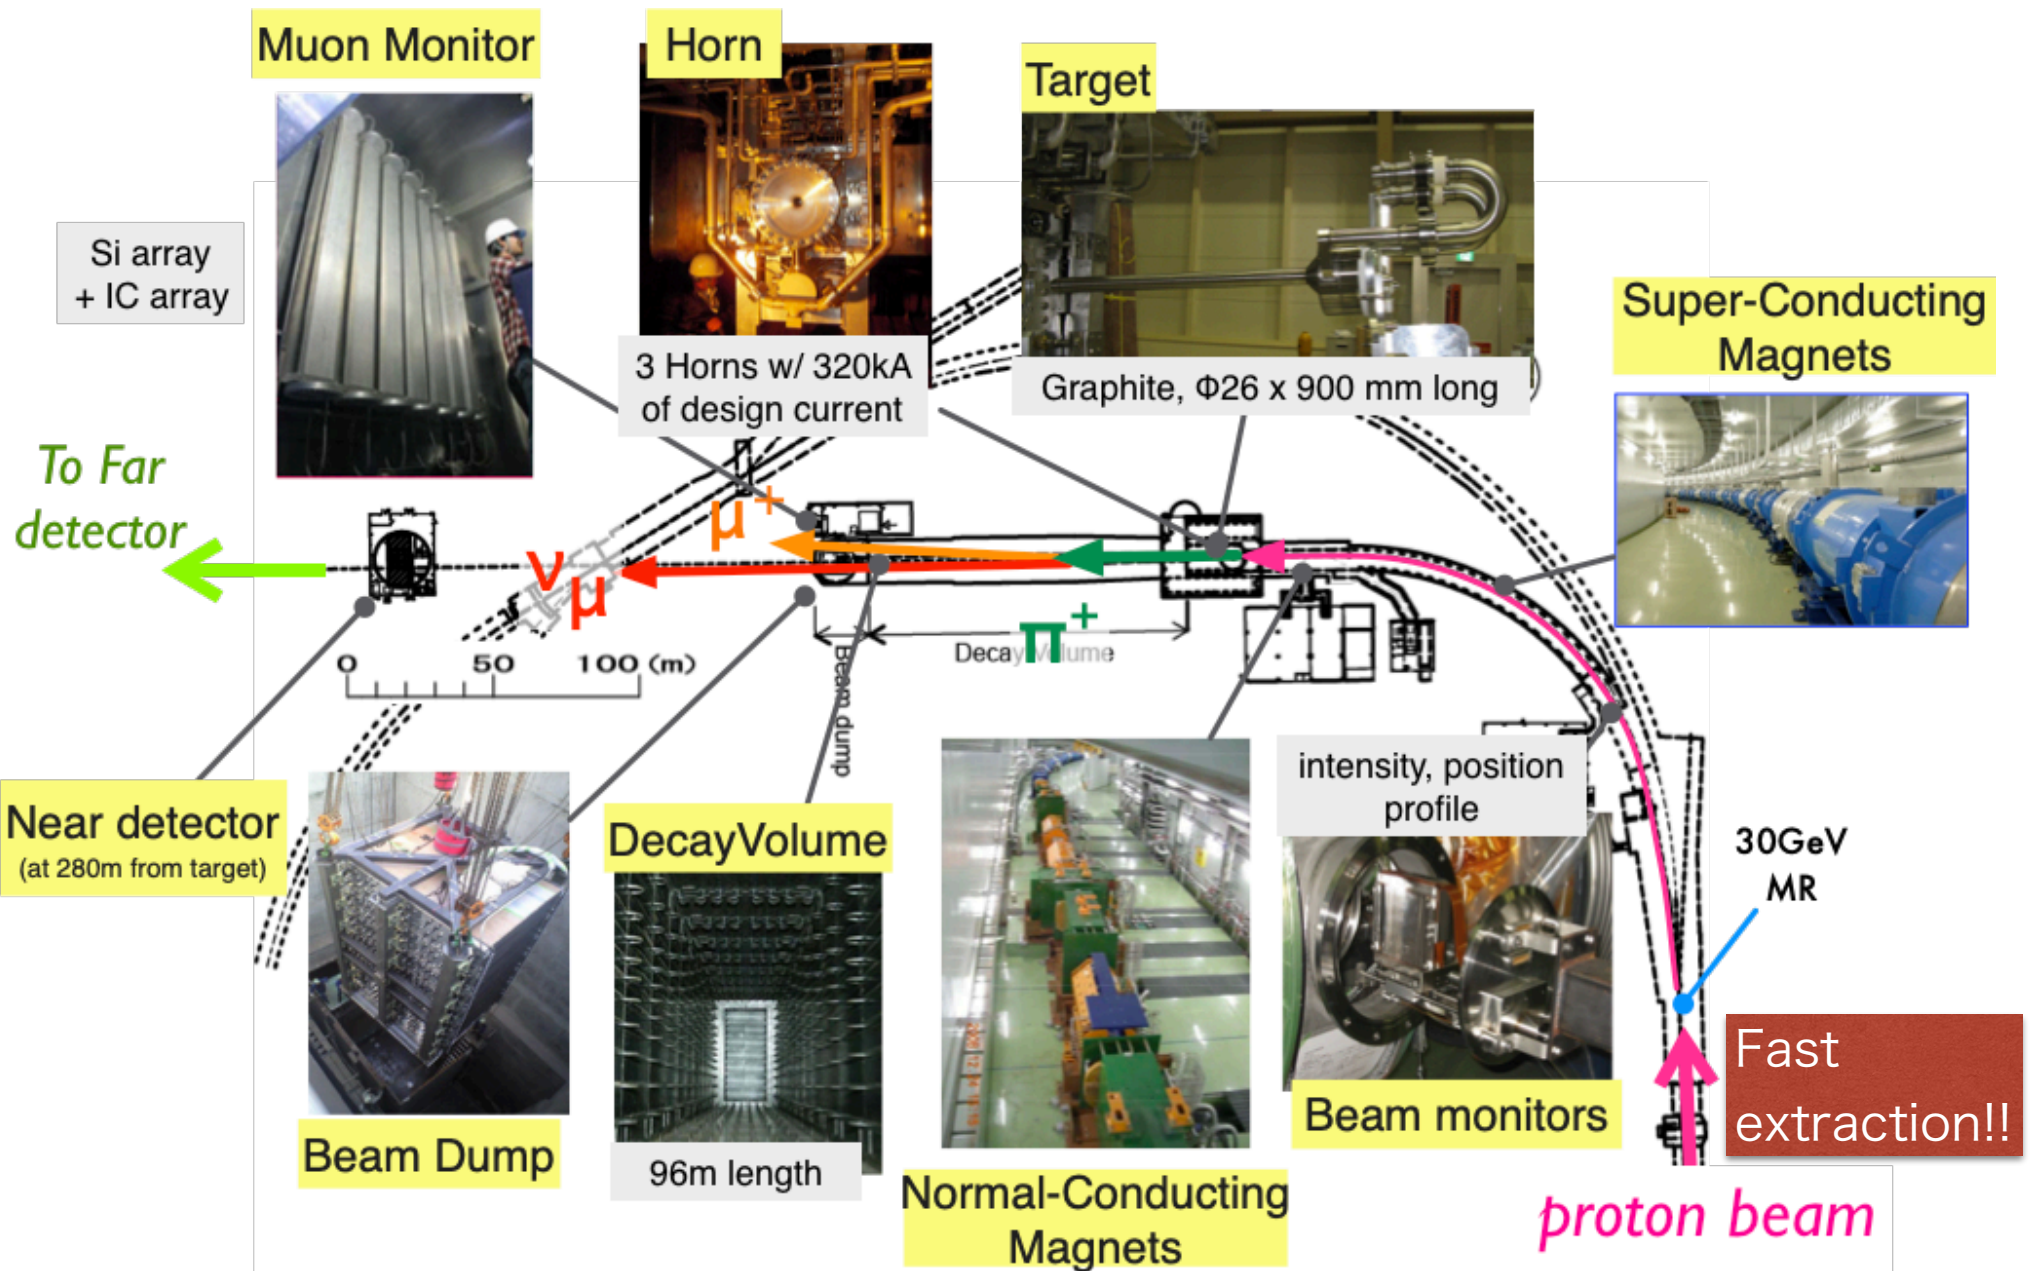 Muon Monitor
Horn
Target
Si array
+ IC array
3 Horns w/ 320kA
of design current
Graphite, Φ26 x 900 mm long
Super-Conducting
Magnets
To Far
detector
μ+
νμ
π+
0 50 100 (m)
Beam dump
Decay Volume
Near detector
(at 280m from target)
DecayVolume
intensity, position
profile
30GeV
MR
Fast
extraction!!
Beam Dump
96m length
Normal-Conducting
Magnets
Beam monitors
proton beam